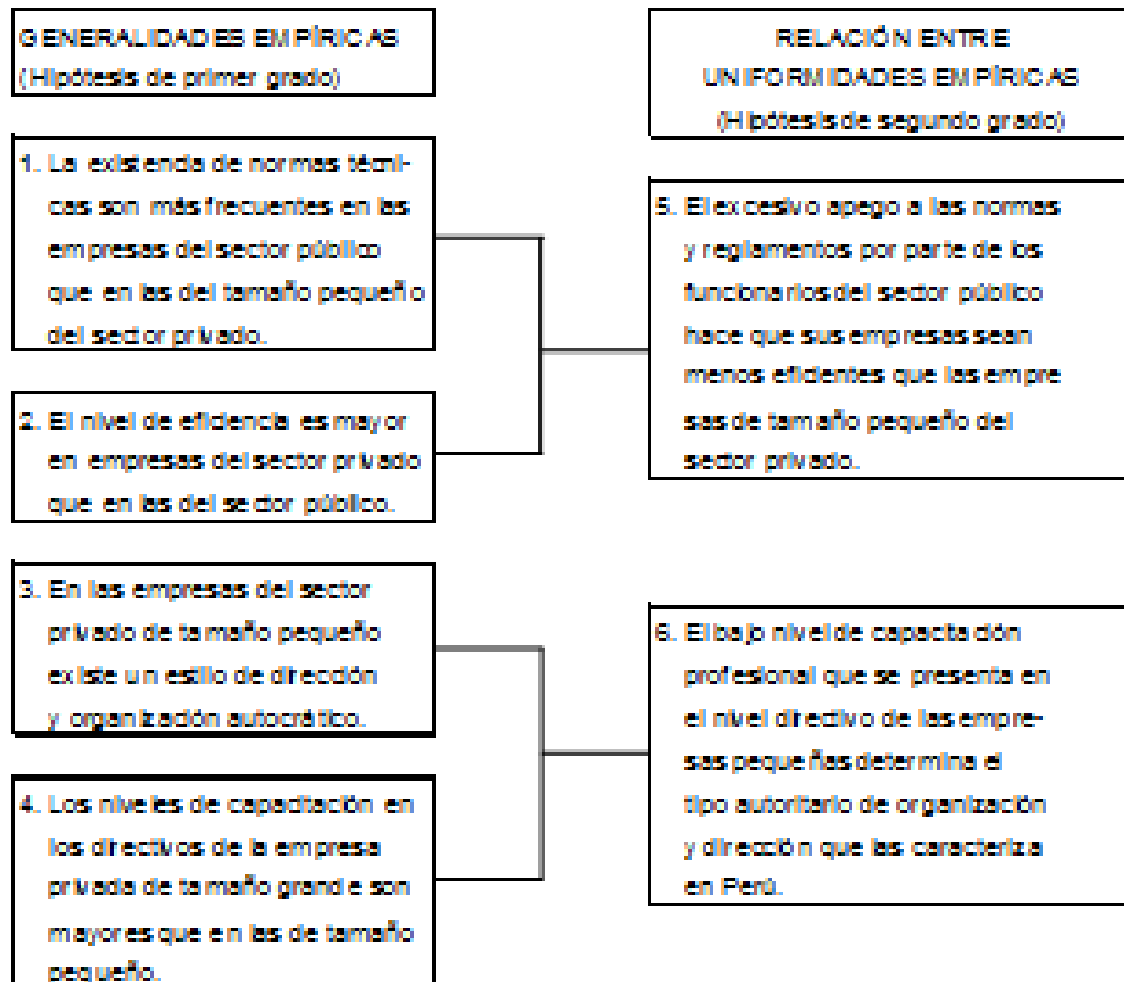 GENERALIDADES EMPÍRICAS
(Hipótesis de primer grado)
1. La existencia de normas técni-
cas son más frecuentes en las
empresas del sector público
que en las del tamaño pequeño
del sector privado.
2. El nivel de eficiencia es mayor
en empresas del sector privado
que en las del sector público.
3. En las empresas del sector
privado de tamaño pequeño
existe un estilo de dirección
y organización autocrático.
4. Los niveles de capacitación en
los directivos de la empresa
privada de tamaño grande son
mayores que en las de tamaño
pequeño.
RELACIÓN ENTRE
UNIFORMIDADES EMPÍRICAS
(Hipótesis de segundo grado)
5. El excesivo apego a las normas
y reglamentos por parte de los
funcionarios del sector público
hace que sus empresas sean
menos eficientes que las empre
sas de tamaño pequeño del
sector privado.
6. El bajo nivel de capacitación
profesional que se presenta en
el nivel directivo de las empre-
sas pequeñas determina el
tipo autoritario de organización
y dirección que las caracteriza
en Perú.